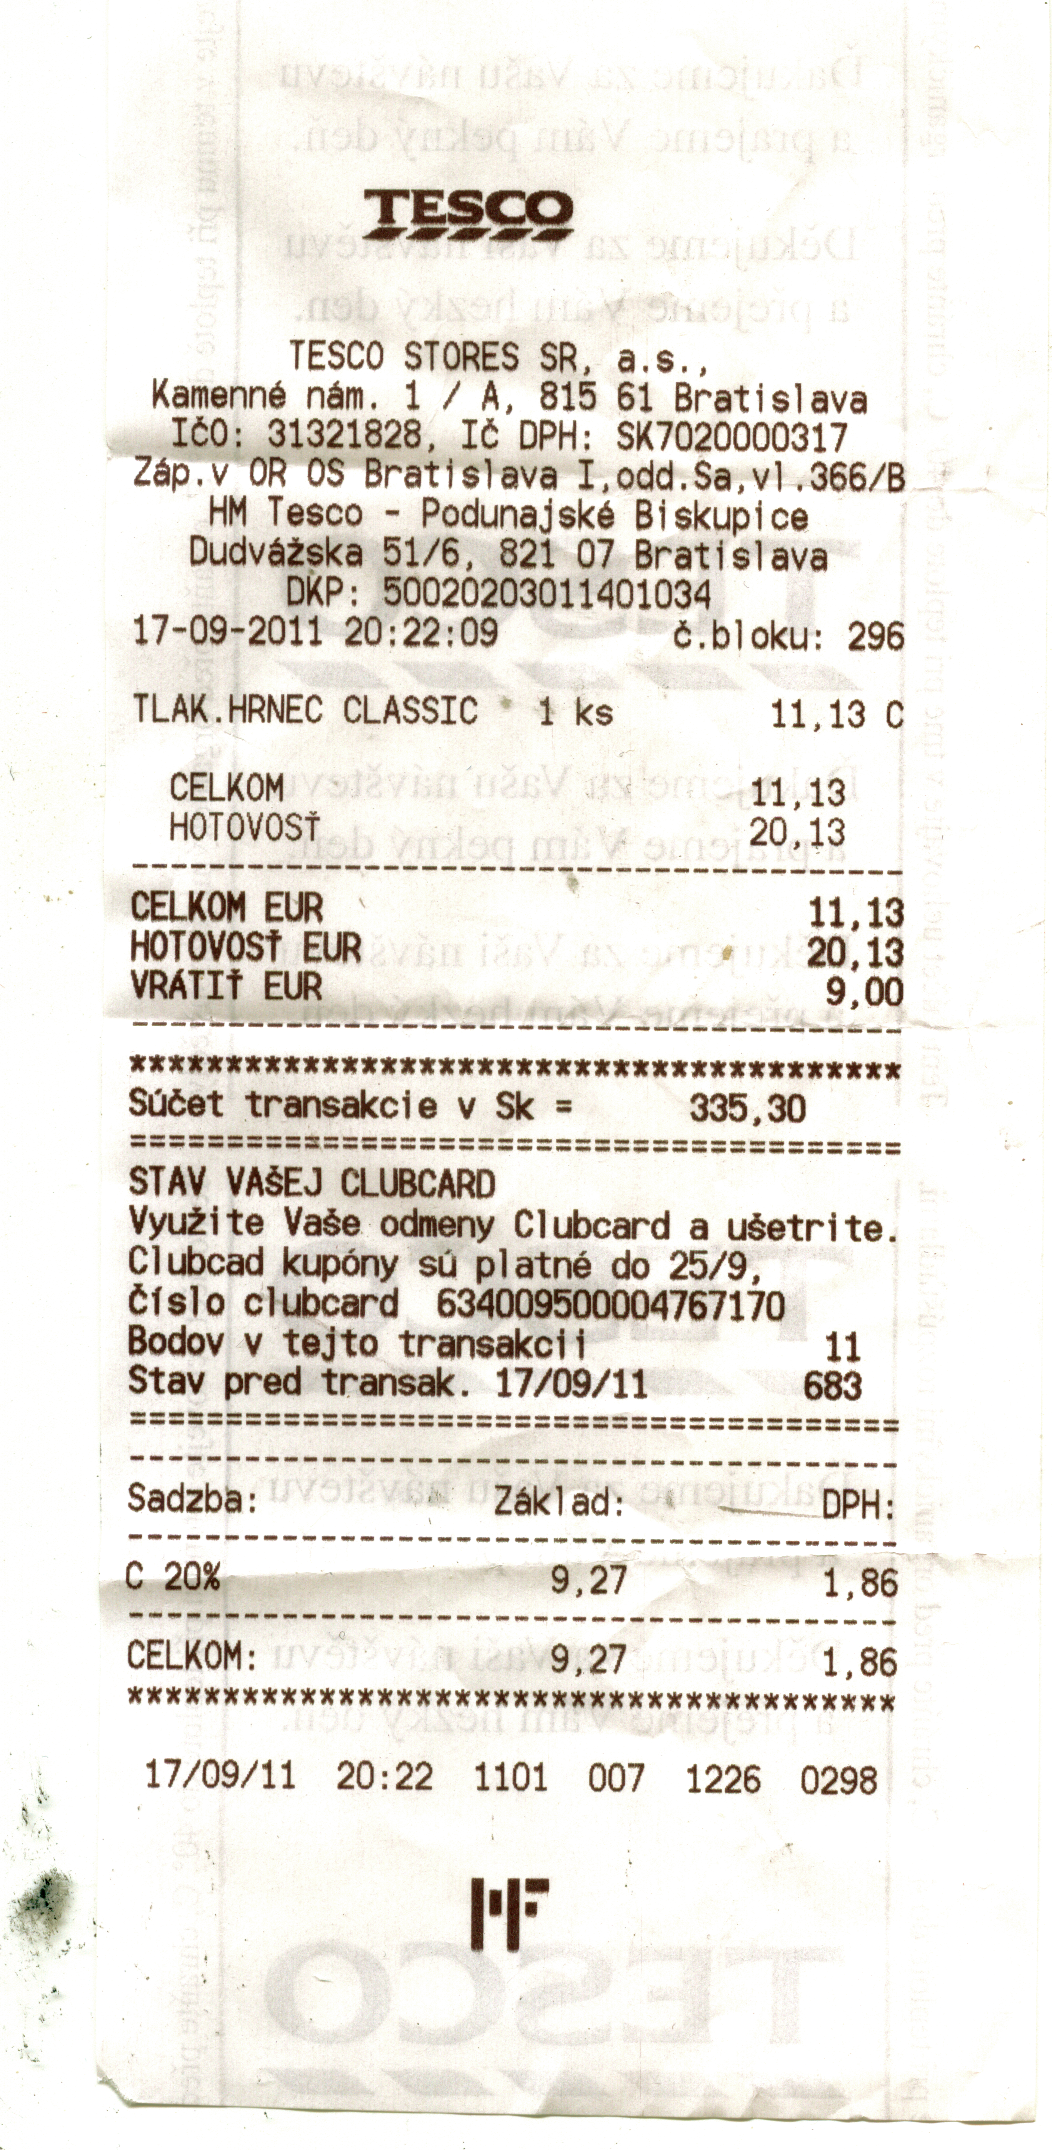 TESCO
TESCO STORES SR, a.s.,
Kamenné nám. 1 / A, 815 61 Bratislava
IČO: 31321828, IČ DPH: SK7020000317
Záp.v OR OS Bratislava I,odd.Sa,vl.366/B
HM Tesco - Podunajské Biskupice
Dudvážska 51/6, 821 07 Bratislava
DKP: 50020203011401034
17-09-2011 20:22:09 č.bloku: 296
TLAK.HRNEC CLASSIC 1 ks 11,13 C
CELKOM 11,13
HOTOVOSŤ 20,13
----------------------------------------
CELKOM EUR 11,13
HOTOVOSŤ EUR 20,13
VRÁTIŤ EUR 9,00
----------------------------------------
****************************************
Súčet transakcie v Sk = 335,30
========================================
STAV VAŠEJ CLUBCARD
Využite Vaše odmeny Clubcard a ušetrite.
Clubcad kupóny sú platné do 25/9,
Číslo clubcard 634009500004767170
Bodov v tejto transakcii 11
Stav pred transak. 17/09/11 683
========================================
----------------------------------------
Sadzba: Základ: DPH:
----------------------------------------
C 20% 9,27 1,86
----------------------------------------
CELKOM: 9,27 1,86
****************************************
17/09/11 20:22 1101 007 1226 0298
MF